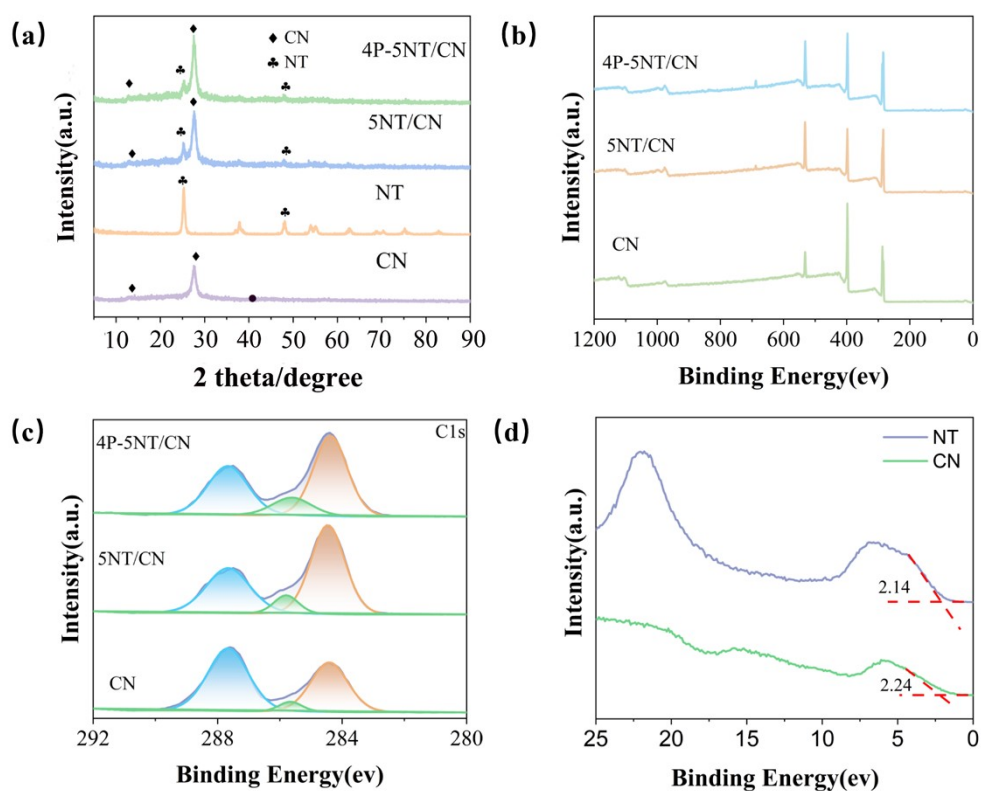 (a)
♦ CN
♣ NT
4P-5NT/CN
5NT/CN
NT
CN
Intensity(a.u.)
10 20 30 40 50 60 70 80 90
2 theta/degree
(b)
4P-5NT/CN
5NT/CN
CN
Intensity(a.u.)
1200 1000 800 600 400 200 0
Binding Energy(ev)
(c)
C1s
4P-5NT/CN
5NT/CN
CN
Intensity(a.u.)
292 288 284 280
Binding Energy(ev)
(d)
NT
CN
2.14
2.24
Intensity(a.u.)
25 20 15 10 5 0
Binding Energy(ev)